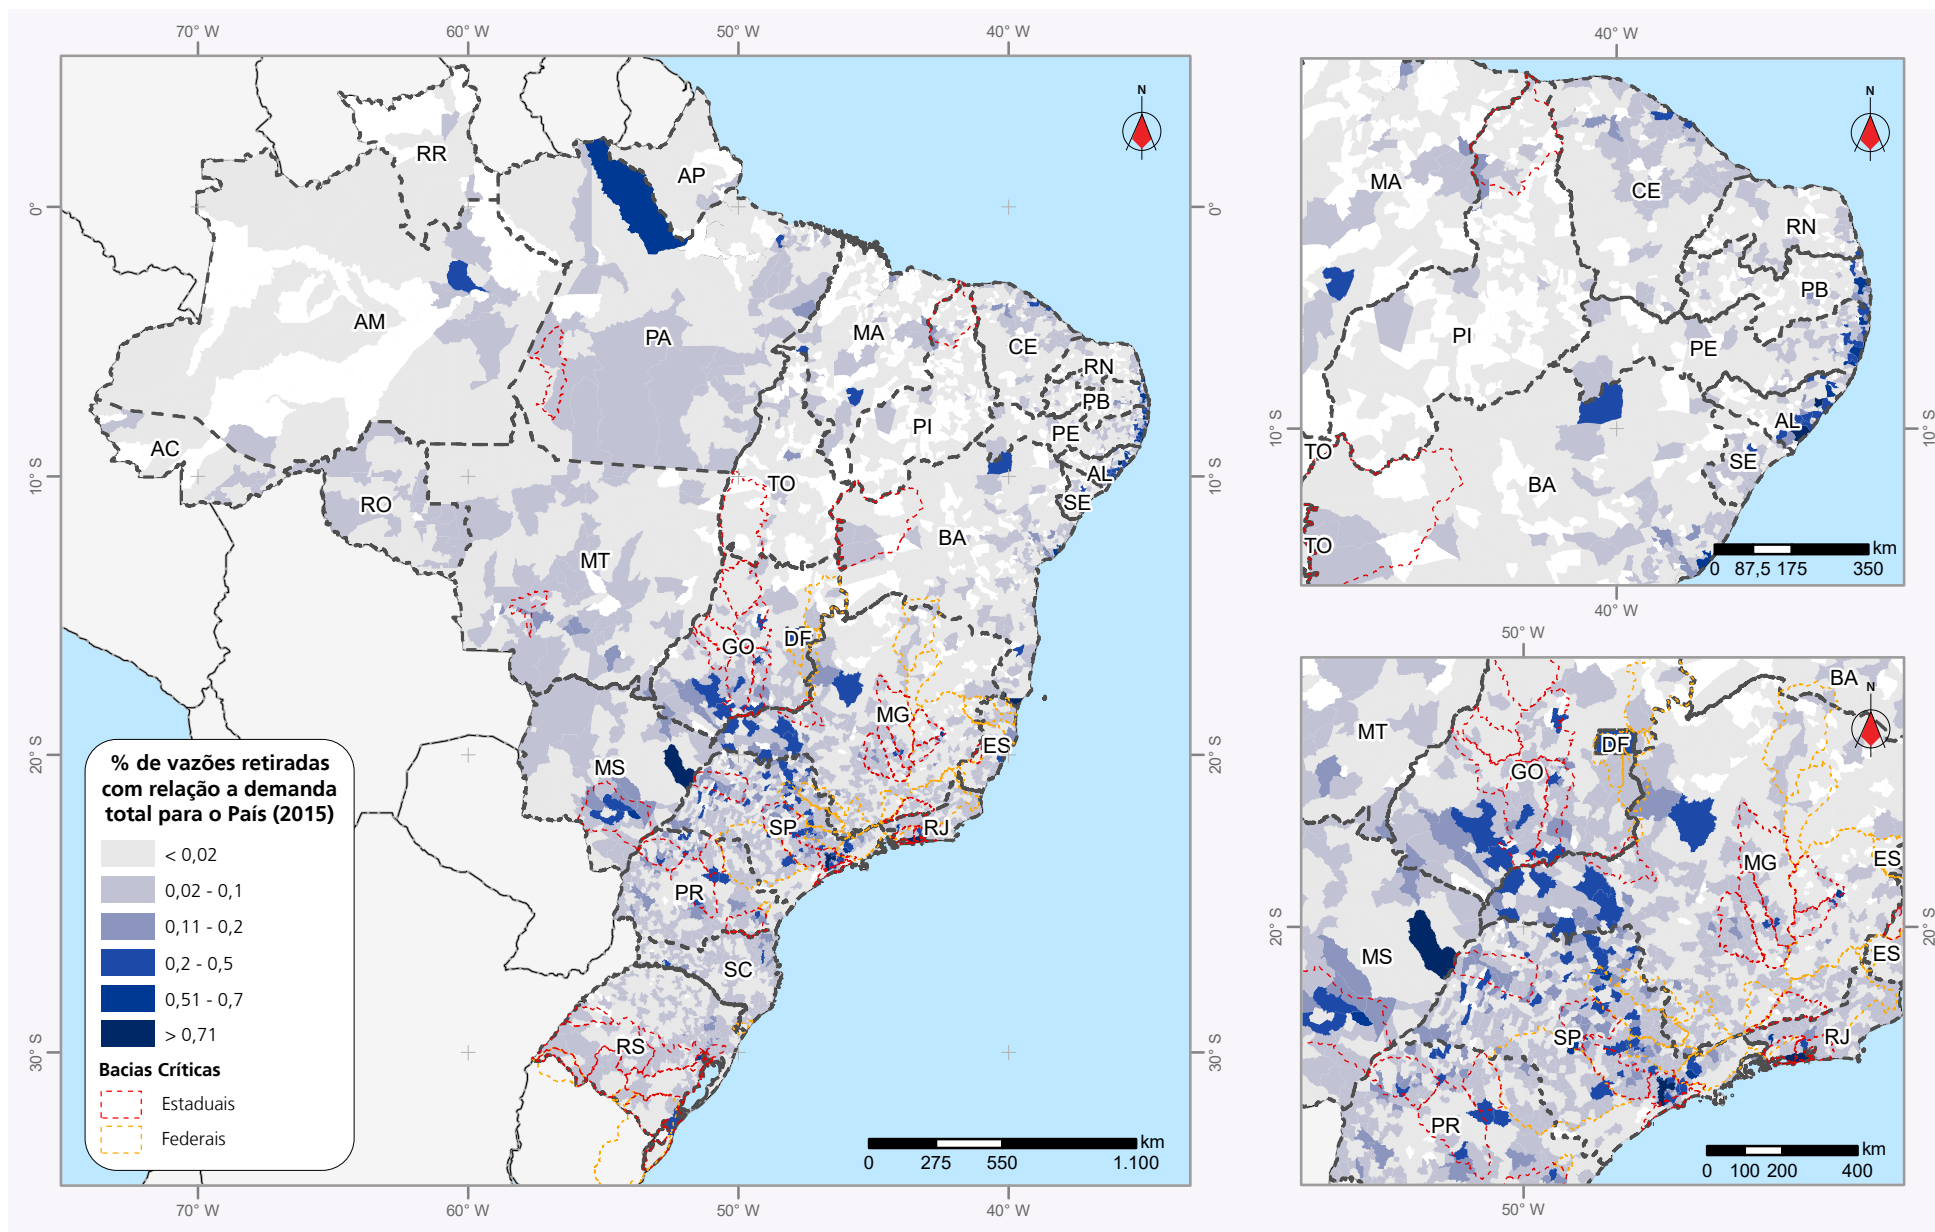 70° W
60° W
50° W
40° W
N
RR
AP
0°
0°
AM
PA
MA
CE
RN
PB
PI
PE
AC
AL
TO
SE
10° S
10° S
RO
BA
MT
DF
GO
MG
ES
20° S
20° S
MS
SP
RJ
PR
SC
RS
30° S
30° S
% de vazões retiradas
com relação a demanda
total para o País (2015)
< 0,02
0,02 - 0,1
0,11 - 0,2
0,2 - 0,5
0,51 - 0,7
> 0,71
Bacias Críticas
Estaduais
Federais
km
0 275 550 1.100
70° W
60° W
50° W
40° W
40° W
N
MA
CE
RN
PB
PI
PE
10° S
10° S
AL
TO
SE
BA
TO
km
0 87,5 175 350
40° W
50° W
BA
N
MT
DF
GO
MG
ES
20° S
20° S
MS
ES
SP
RJ
PR
km
0 100 200 400
50° W